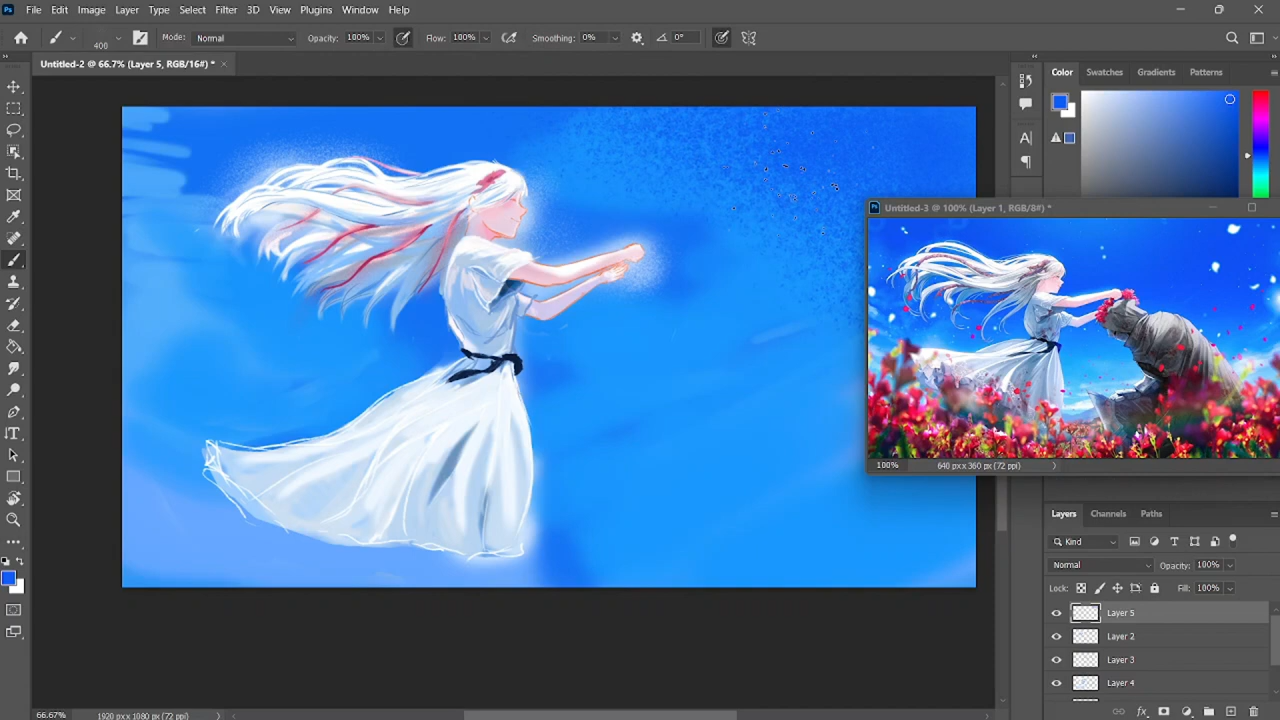 Ps File Edit Image Layer Type Select Filter 3D View Plugins Window Help
400 Mode: Normal Opacity: 100% Flow: 100% Smoothing: 0% 0°
Untitled-2 @ 66.7% (Layer 5, RGB/16#) *
Color Swatches Gradients Patterns
Ps Untitled-3 @ 100% (Layer 1, RGB/8#) *
100% 640 px x 360 px (72 ppi)
Layers Channels Paths
Kind
Normal Opacity: 100%
Lock: Fill: 100%
Layer 5
Layer 2
Layer 3
Layer 4
66.67% 1920 px x 1080 px (72 ppi)